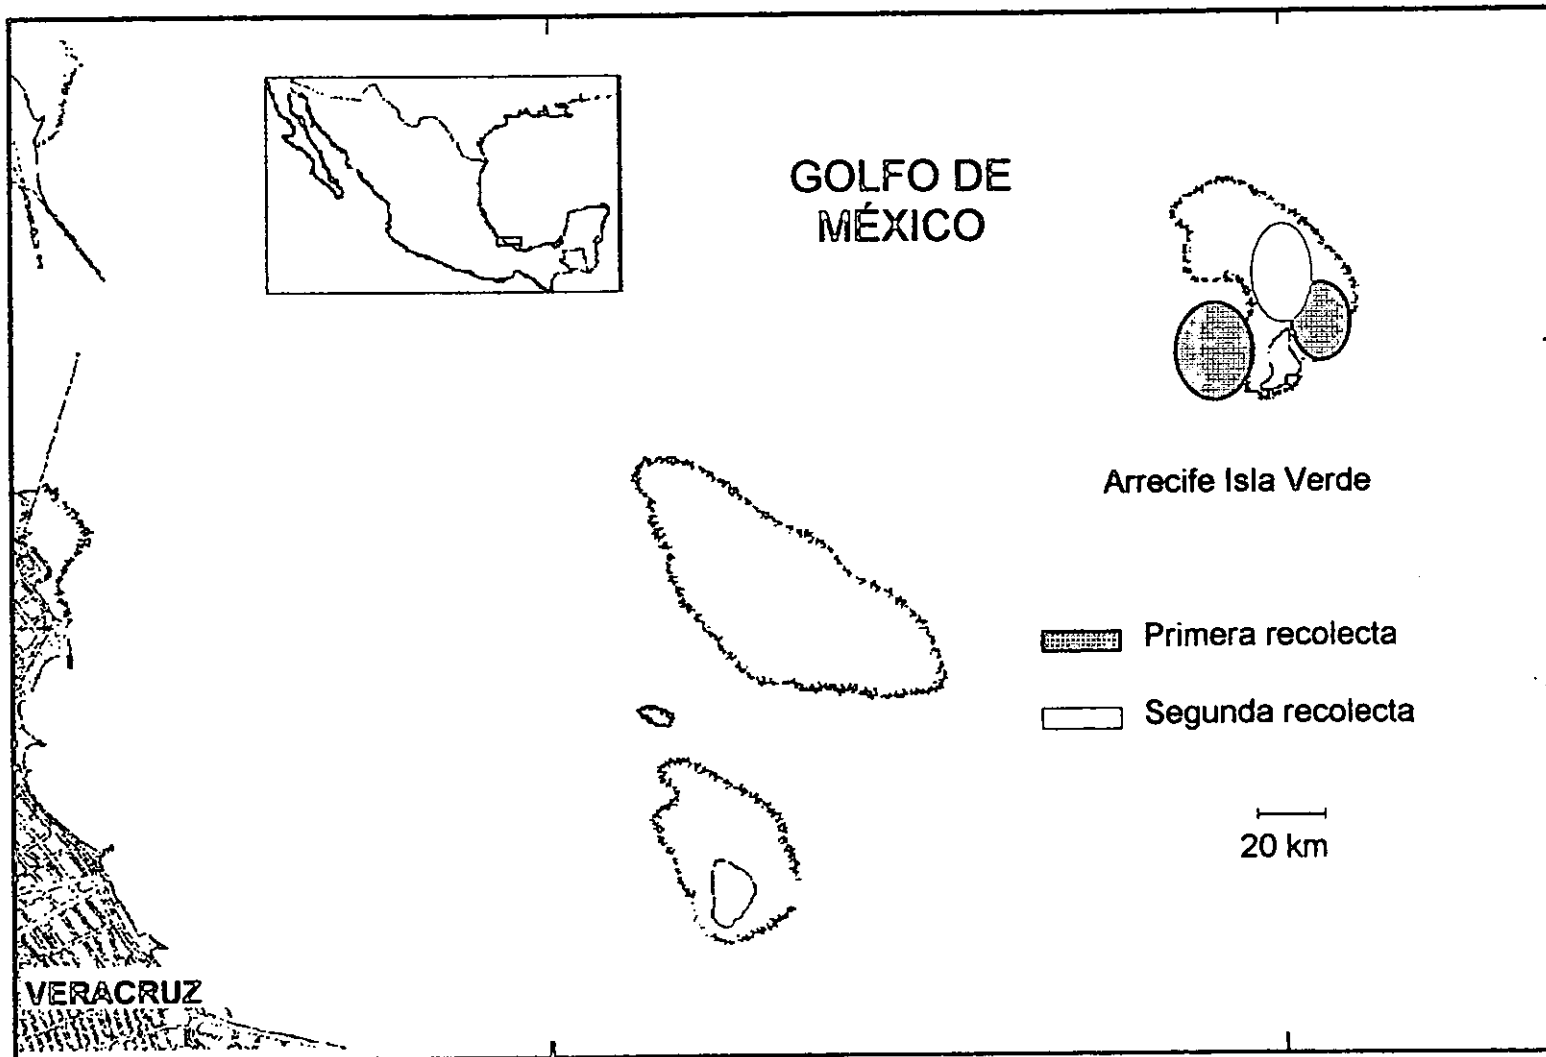 GOLFO DE
MÉXICO
Arrecife Isla Verde
Primera recolecta
Segunda recolecta
20 km
VERACRUZ